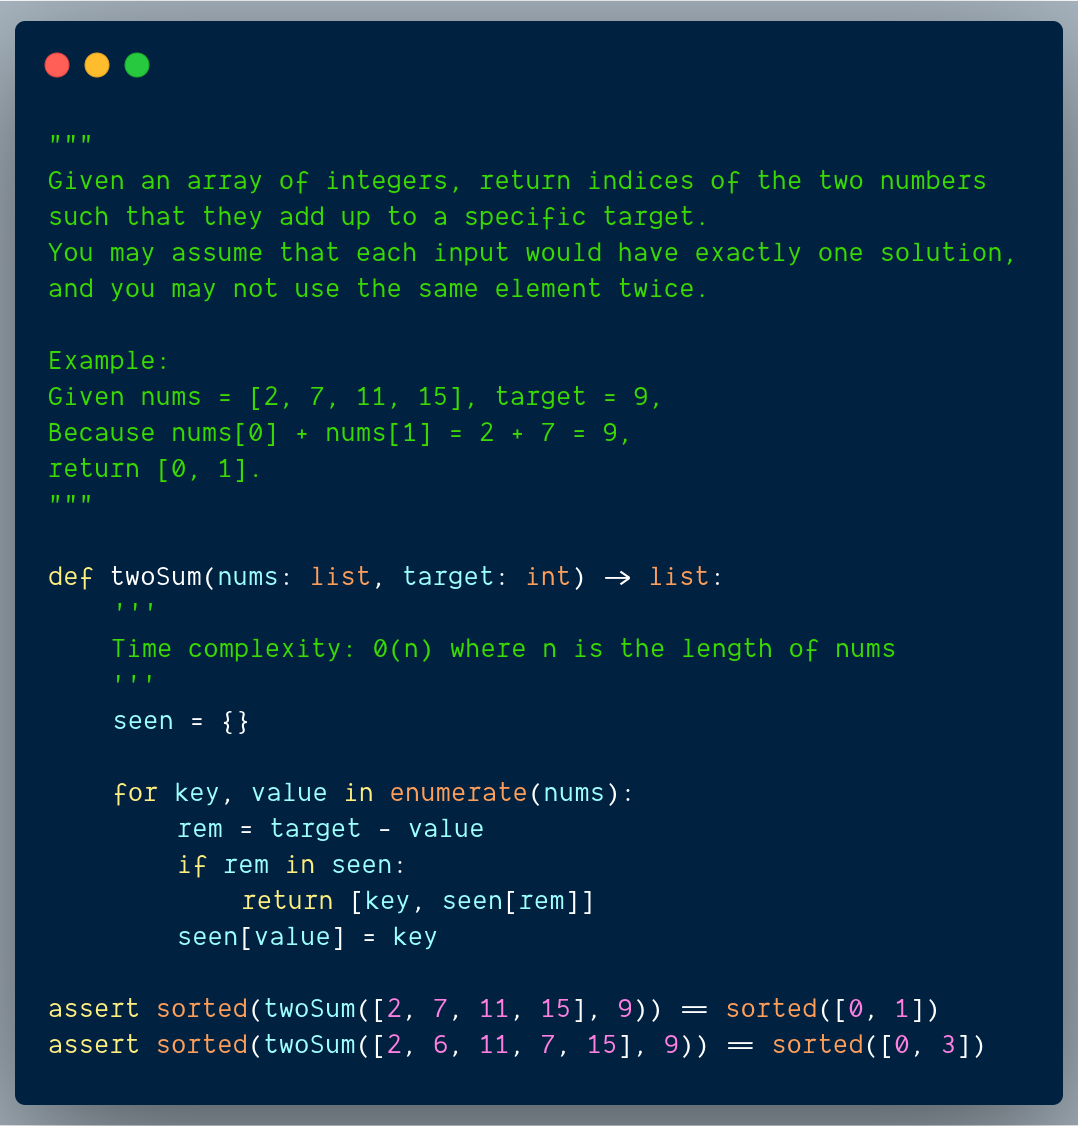 """
Given an array of integers, return indices of the two numbers
such that they add up to a specific target.
You may assume that each input would have exactly one solution,
and you may not use the same element twice.

Example:
Given nums = [2, 7, 11, 15], target = 9,
Because nums[0] + nums[1] = 2 + 7 = 9,
return [0, 1].
"""

def twoSum(nums: list, target: int) -> list:
    '''
    Time complexity: O(n) where n is the length of nums
    '''
    seen = {}

    for key, value in enumerate(nums):
        rem = target - value
        if rem in seen:
            return [key, seen[rem]]
        seen[value] = key

assert sorted(twoSum([2, 7, 11, 15], 9)) == sorted([0, 1])
assert sorted(twoSum([2, 6, 11, 7, 15], 9)) == sorted([0, 3])